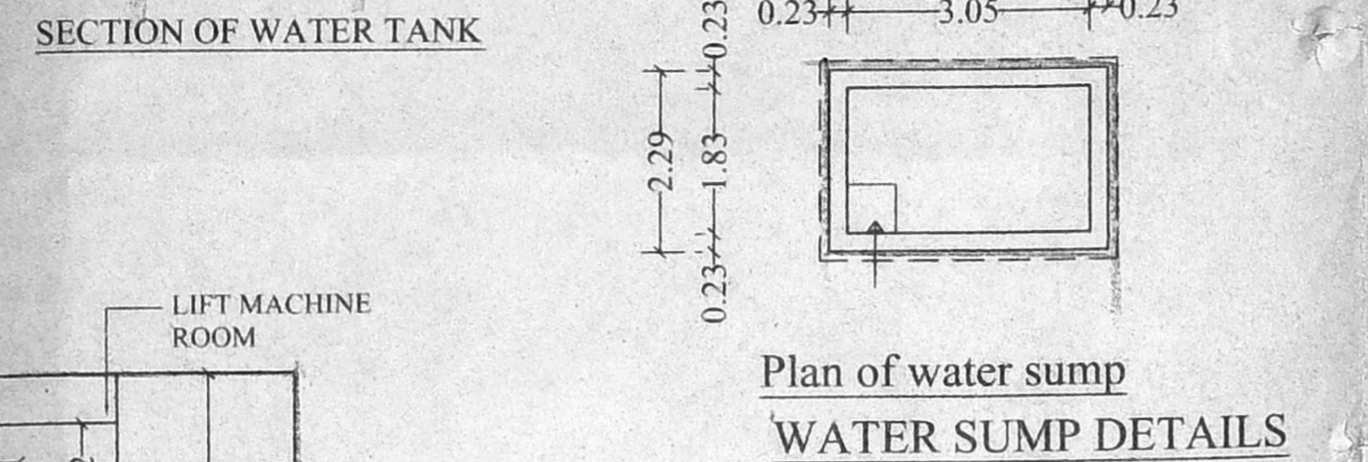 SECTION OF WATER TANK
0.23 3.05 0.23
0.23
2.29
1.83
0.23
LIFT MACHINE
ROOM
Plan of water sump
WATER SUMP DETAILS